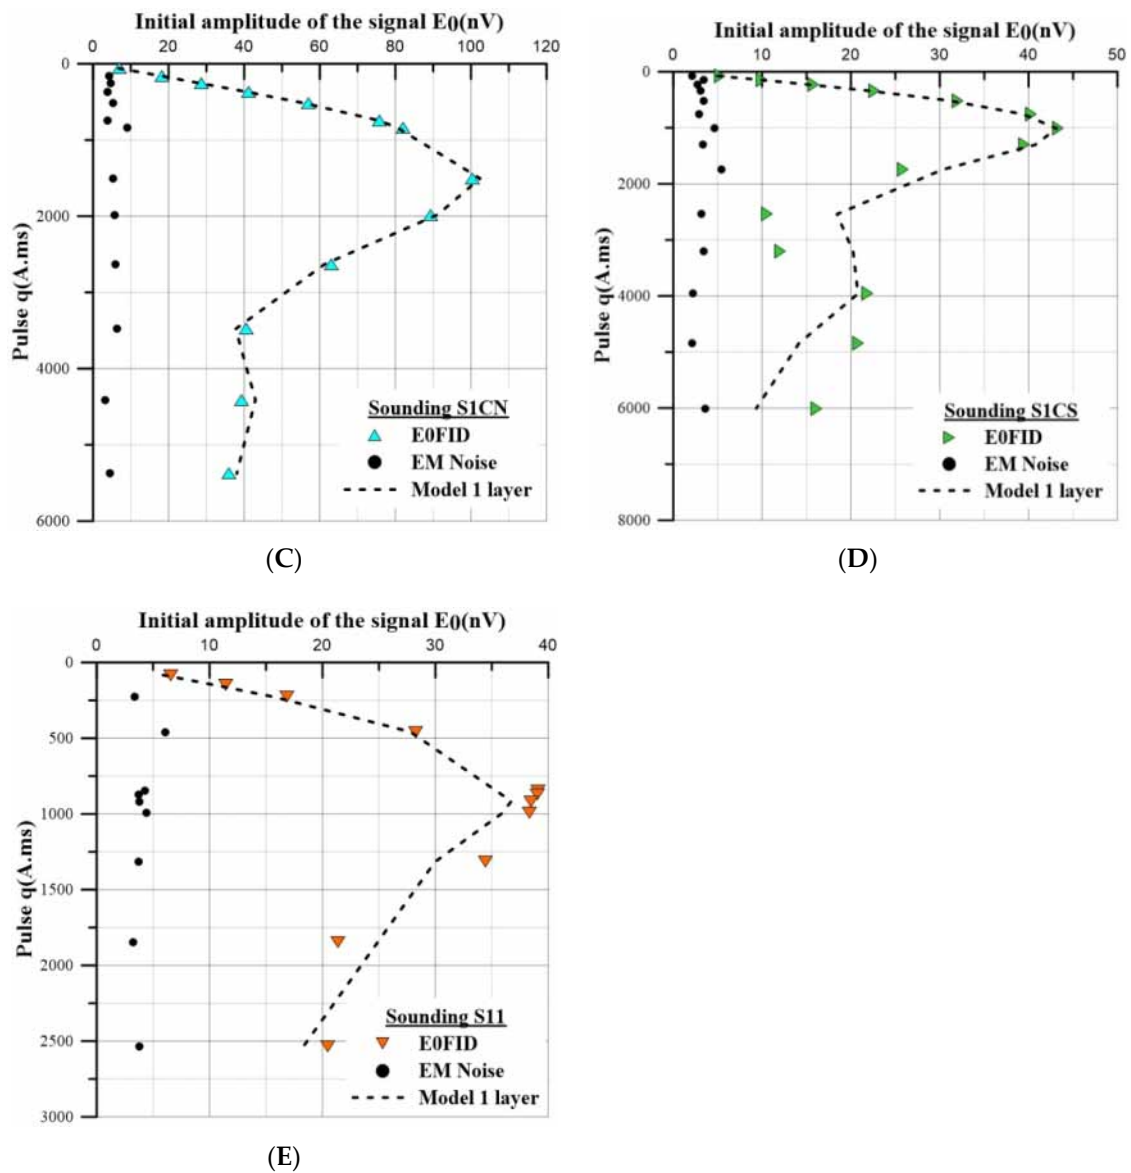 Initial amplitude of the signal E0(nV)
0 20 40 60 80 100 120
Pulse q(A.ms)
0
2000
4000
6000
Sounding S1CN
E0FID
EM Noise
Model 1 layer
(C)
Initial amplitude of the signal E0(nV)
0 10 20 30 40 50
Pulse q(A.ms)
0
2000
4000
6000
8000
Sounding S1CS
E0FID
EM Noise
Model 1 layer
(D)
Initial amplitude of the signal E0(nV)
0 10 20 30 40
Pulse q(A.ms)
0
500
1000
1500
2000
2500
3000
Sounding S11
E0FID
EM Noise
Model 1 layer
(E)